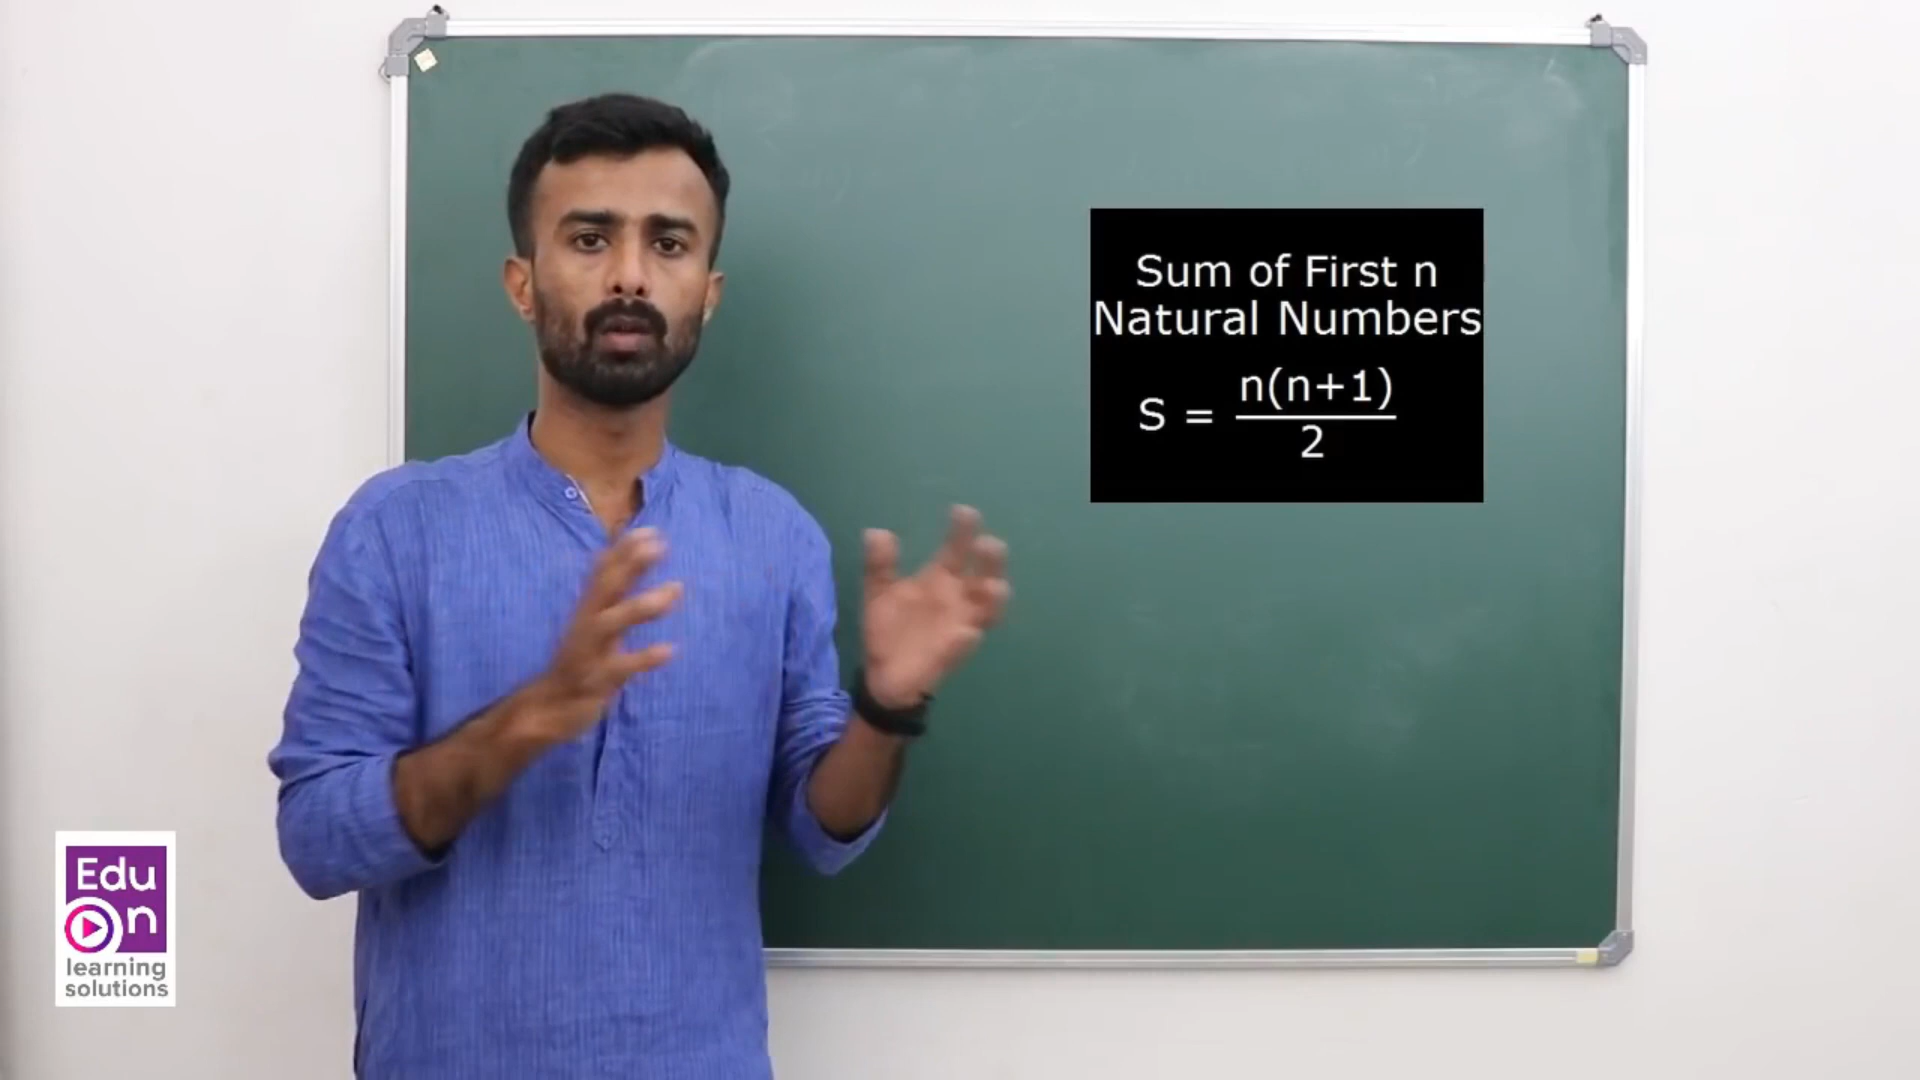 Sum of First n
Natural Numbers
S = n(n+1)/2
Edu
On
learning
solutions